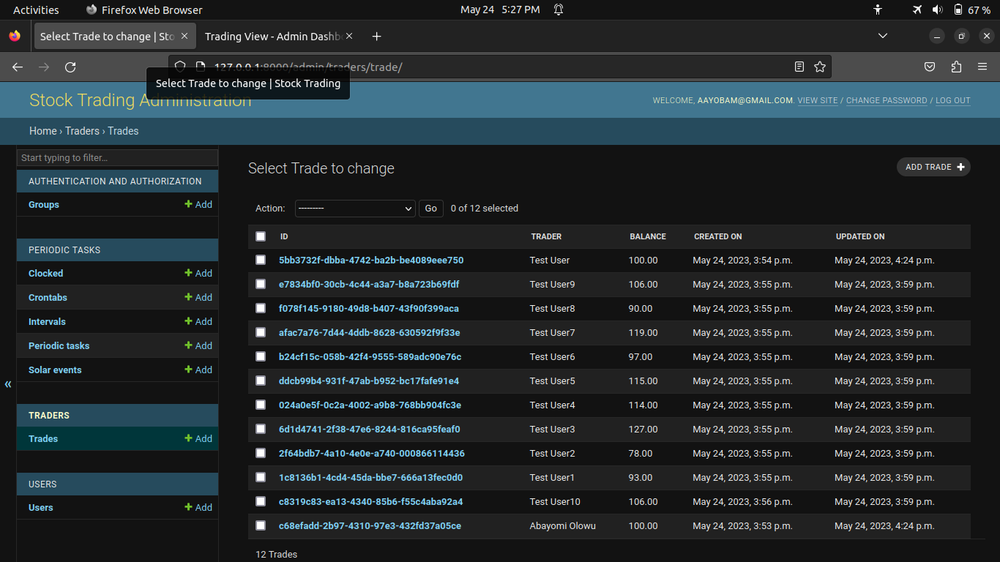 Activities Firefox Web Browser May 24 5:27 PM 67 %
Select Trade to change | Sto Trading View - Admin Dashb
127.0.0.1:8000/admin/traders/trade/
Select Trade to change | Stock Trading
Stock Trading Administration WELCOME, AAYOBAM@GMAIL.COM. VIEW SITE / CHANGE PASSWORD / LOG OUT
Home › Traders › Trades
Start typing to filter...
AUTHENTICATION AND AUTHORIZATION
Groups + Add
PERIODIC TASKS
Clocked + Add
Crontabs + Add
Intervals + Add
Periodic tasks + Add
Solar events + Add
«
TRADERS
Trades + Add
USERS
Users + Add
Select Trade to change ADD TRADE +
Action: --------- Go 0 of 12 selected
ID TRADER BALANCE CREATED ON UPDATED ON
5bb3732f-dbba-4742-ba2b-be4089eee750 Test User 100.00 May 24, 2023, 3:54 p.m. May 24, 2023, 4:24 p.m.
e7834bf0-30cb-4c44-a3a7-b8a723b69fdf Test User9 106.00 May 24, 2023, 3:55 p.m. May 24, 2023, 3:59 p.m.
f078f145-9180-49d8-b407-43f90f399aca Test User8 90.00 May 24, 2023, 3:55 p.m. May 24, 2023, 3:59 p.m.
afac7a76-7d44-4ddb-8628-630592f9f33e Test User7 119.00 May 24, 2023, 3:55 p.m. May 24, 2023, 3:59 p.m.
b24cf15c-058b-42f4-9555-589adc90e76c Test User6 97.00 May 24, 2023, 3:55 p.m. May 24, 2023, 3:59 p.m.
ddcb99b4-931f-47ab-b952-bc17fafe91e4 Test User5 115.00 May 24, 2023, 3:55 p.m. May 24, 2023, 3:59 p.m.
024a0e5f-0c2a-4002-a9b8-768bb904fc3e Test User4 114.00 May 24, 2023, 3:55 p.m. May 24, 2023, 3:59 p.m.
6d1d4741-2f38-47e6-8244-816ca95feaf0 Test User3 127.00 May 24, 2023, 3:55 p.m. May 24, 2023, 3:59 p.m.
2f64bdb7-4a10-4e0e-a740-000866114436 Test User2 78.00 May 24, 2023, 3:55 p.m. May 24, 2023, 3:59 p.m.
1c8136b1-4cd4-45da-bbe7-666a13fec0d0 Test User1 93.00 May 24, 2023, 3:55 p.m. May 24, 2023, 3:59 p.m.
c8319c83-ea13-4340-85b6-f55c4aba92a4 Test User10 106.00 May 24, 2023, 3:56 p.m. May 24, 2023, 3:59 p.m.
c68efadd-2b97-4310-97e3-432fd37a05ce Abayomi Olowu 100.00 May 24, 2023, 3:53 p.m. May 24, 2023, 4:24 p.m.
12 Trades